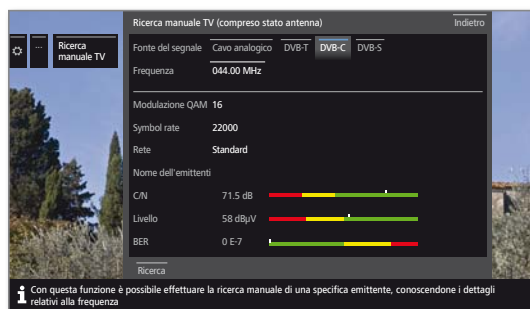 Ricerca manuale TV (compreso stato antenna) Indietro
... Ricerca manuale TV
Fonte del segnale Cavo analogico DVB-T DVB-C DVB-S
Frequenza 044.00 MHz
Modulazione QAM 16
Symbol rate 22000
Rete Standard
Nome dell'emittenti
C/N 71.5 dB
Livello 58 dBµV
BER 0 E-7
Ricerca
Con questa funzione è possibile effettuare la ricerca manuale di una specifica emittente, conoscendone i dettagli
relativi alla frequenza